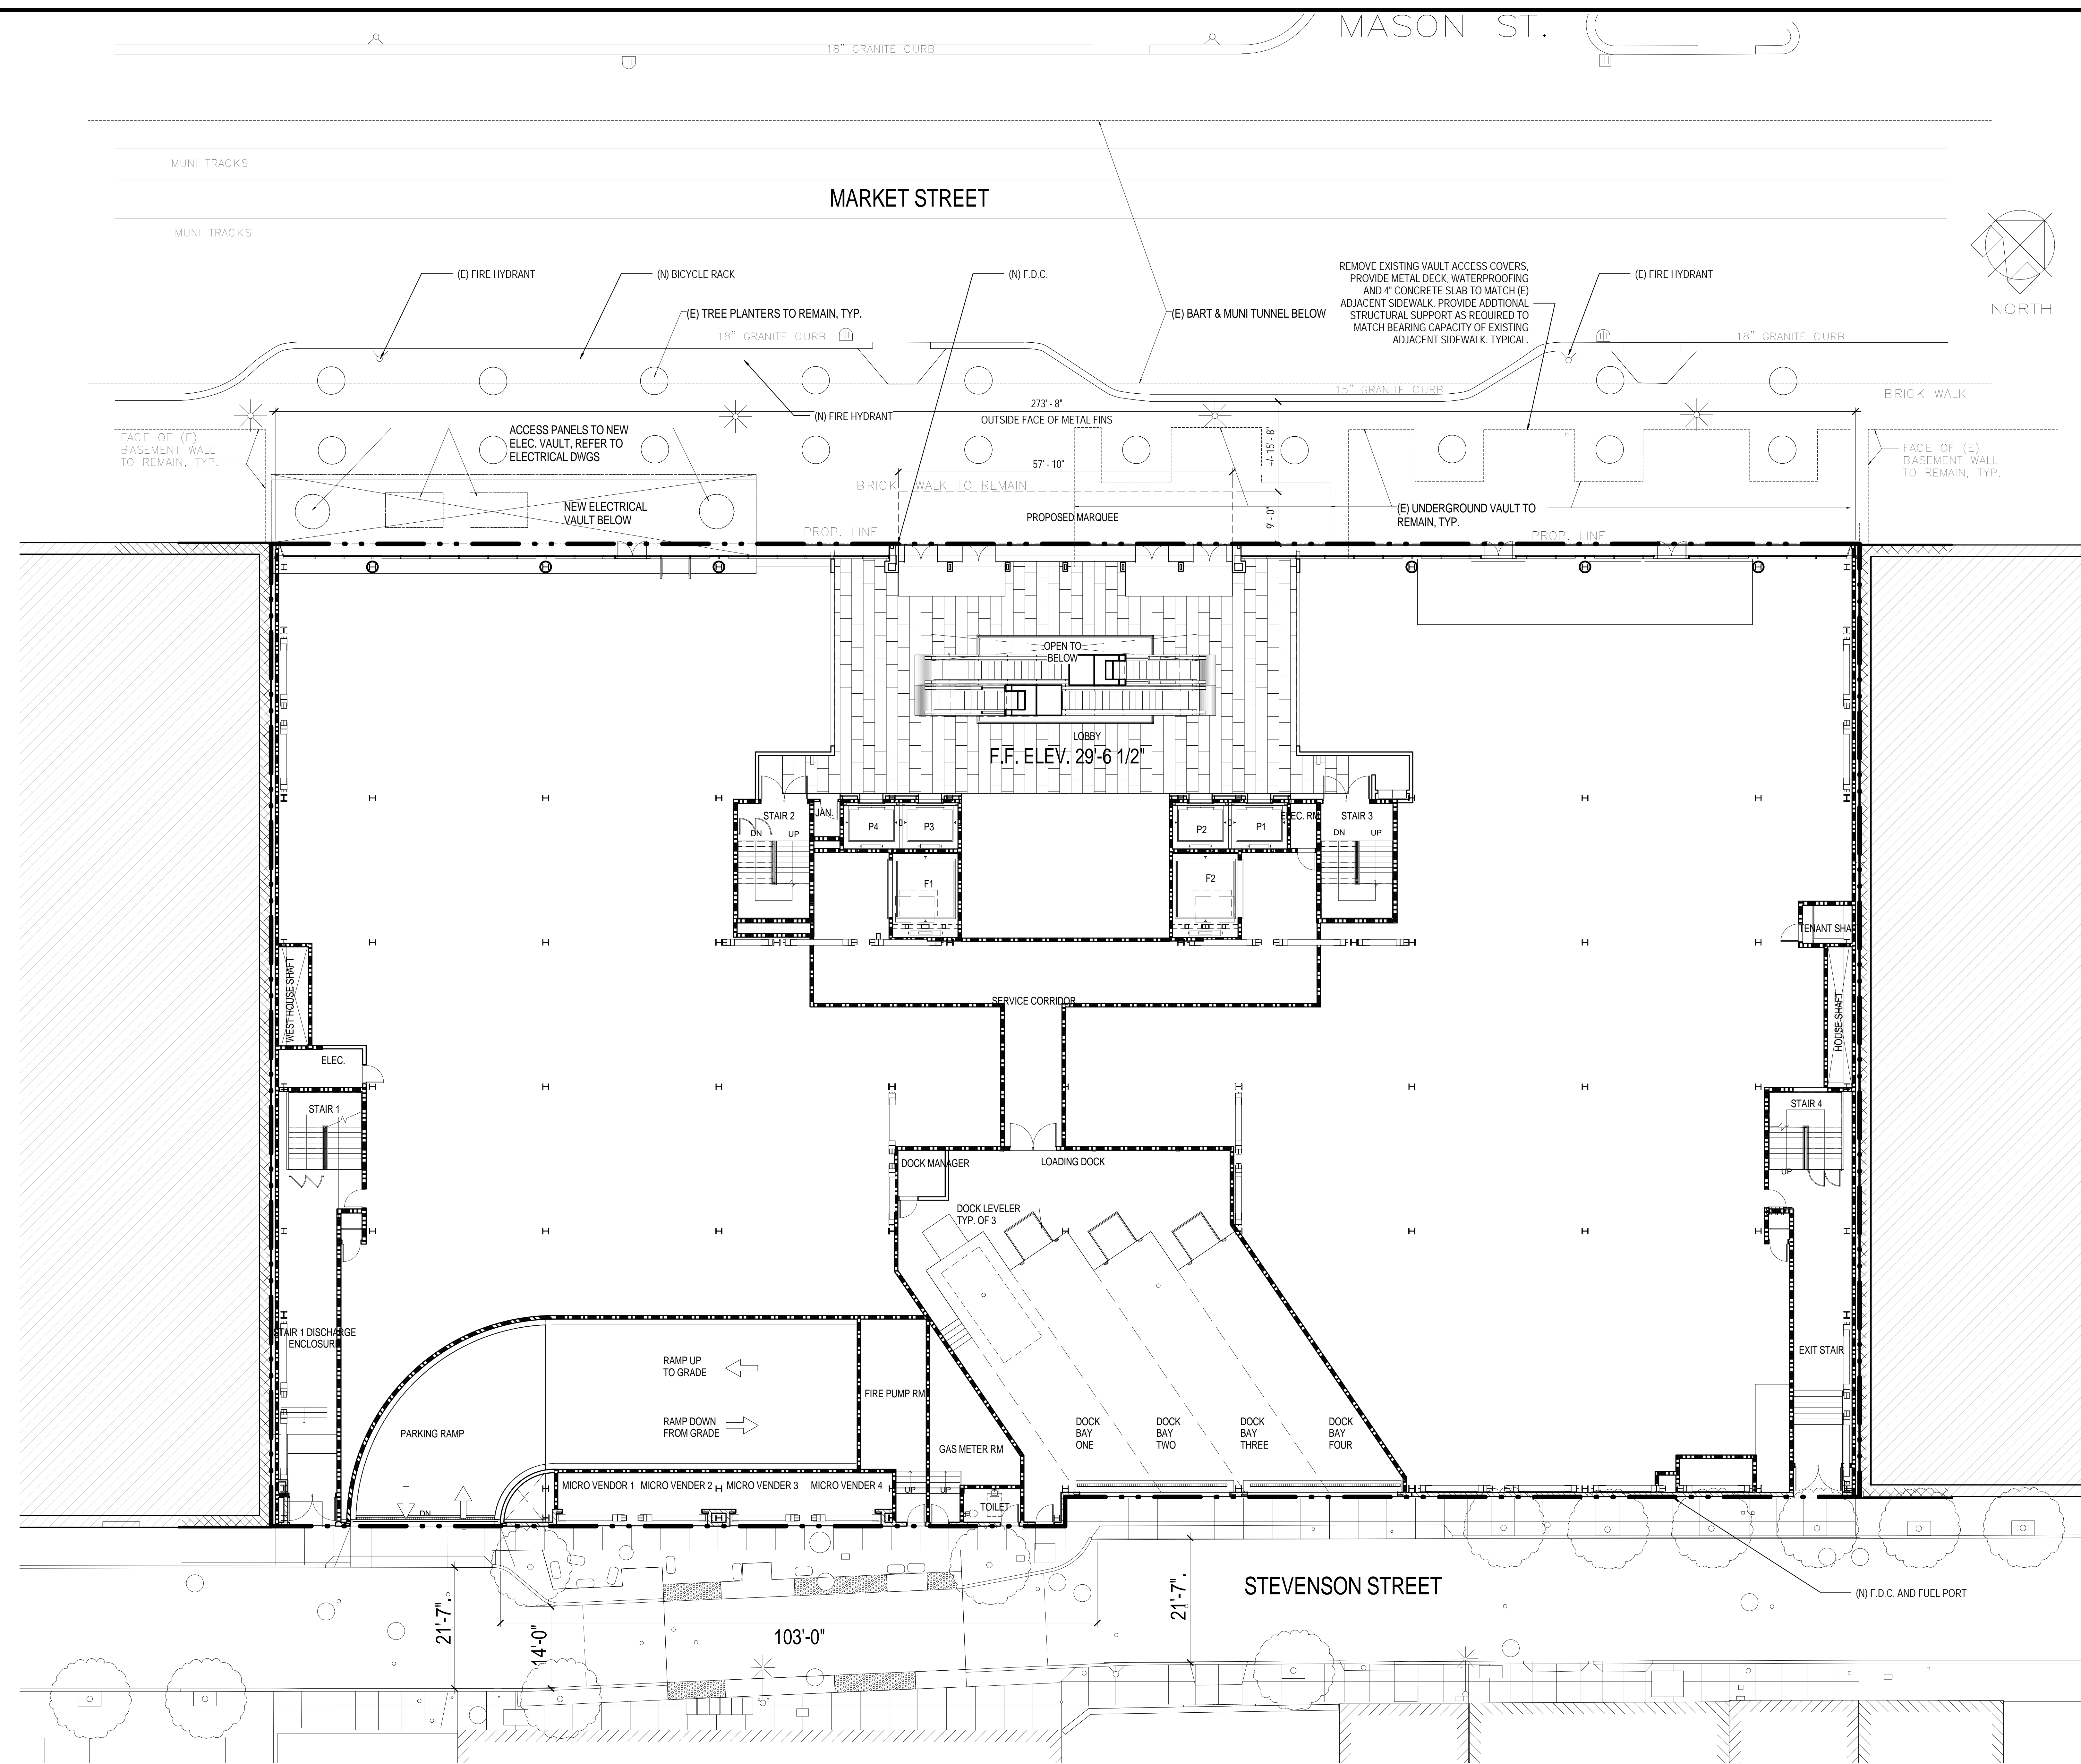 MASON ST.
18" GRANITE CURB
MUNI TRACKS
MARKET STREET
MUNI TRACKS
(E) FIRE HYDRANT
(N) BICYCLE RACK
(N) F.D.C.
REMOVE EXISTING VAULT ACCESS COVERS,
PROVIDE METAL DECK, WATERPROOFING
AND 4" CONCRETE SLAB TO MATCH (E)
ADJACENT SIDEWALK. PROVIDE ADDTIONAL
STRUCTURAL SUPPORT AS REQUIRED TO
MATCH BEARING CAPACITY OF EXISTING
ADJACENT SIDEWALK. TYPICAL.
(E) FIRE HYDRANT
NORTH
(E) TREE PLANTERS TO REMAIN, TYP.
(E) BART & MUNI TUNNEL BELOW
18" GRANITE CURB
18" GRANITE CURB
15" GRANITE CURB
BRICK WALK
273' - 8"
OUTSIDE FACE OF METAL FINS
(N) FIRE HYDRANT
FACE OF (E)
BASEMENT WALL
TO REMAIN, TYP.
ACCESS PANELS TO NEW
ELEC. VAULT, REFER TO
ELECTRICAL DWGS
+/- 15' - 8"
FACE OF (E)
BASEMENT WALL
TO REMAIN, TYP.
57' - 10"
BRICK WALK TO REMAIN
NEW ELECTRICAL
VAULT BELOW
PROPOSED MARQUEE
9' - 0"
(E) UNDERGROUND VAULT TO
REMAIN, TYP.
PROP. LINE
PROP. LINE
OPEN TO
BELOW
LOBBY
F.F. ELEV. 29'-6 1/2"
STAIR 2
DN
UP
JAN.
P4
P3
P2
P1
ELEC. RM
STAIR 3
DN
UP
F1
F2
WEST HOUSE SHAFT
TENANT SHAF
HOUSE SHAFT
SERVICE CORRIDOR
ELEC.
STAIR 1
STAIR 4
UP
DOCK MANAGER
LOADING DOCK
DOCK LEVELER
TYP. OF 3
STAIR 1 DISCHARGE
ENCLOSURE
RAMP UP
TO GRADE
RAMP DOWN
FROM GRADE
PARKING RAMP
FIRE PUMP RM
GAS METER RM
DOCK
BAY
ONE
DOCK
BAY
TWO
DOCK
BAY
THREE
DOCK
BAY
FOUR
EXIT STAIR
MICRO VENDOR 1
MICRO VENDER 2
MICRO VENDER 3
MICRO VENDER 4
UP
UP
TOILET
DN
STEVENSON STREET
(N) F.D.C. AND FUEL PORT
21'-7".
14'-0"
103'-0"
21'-7".